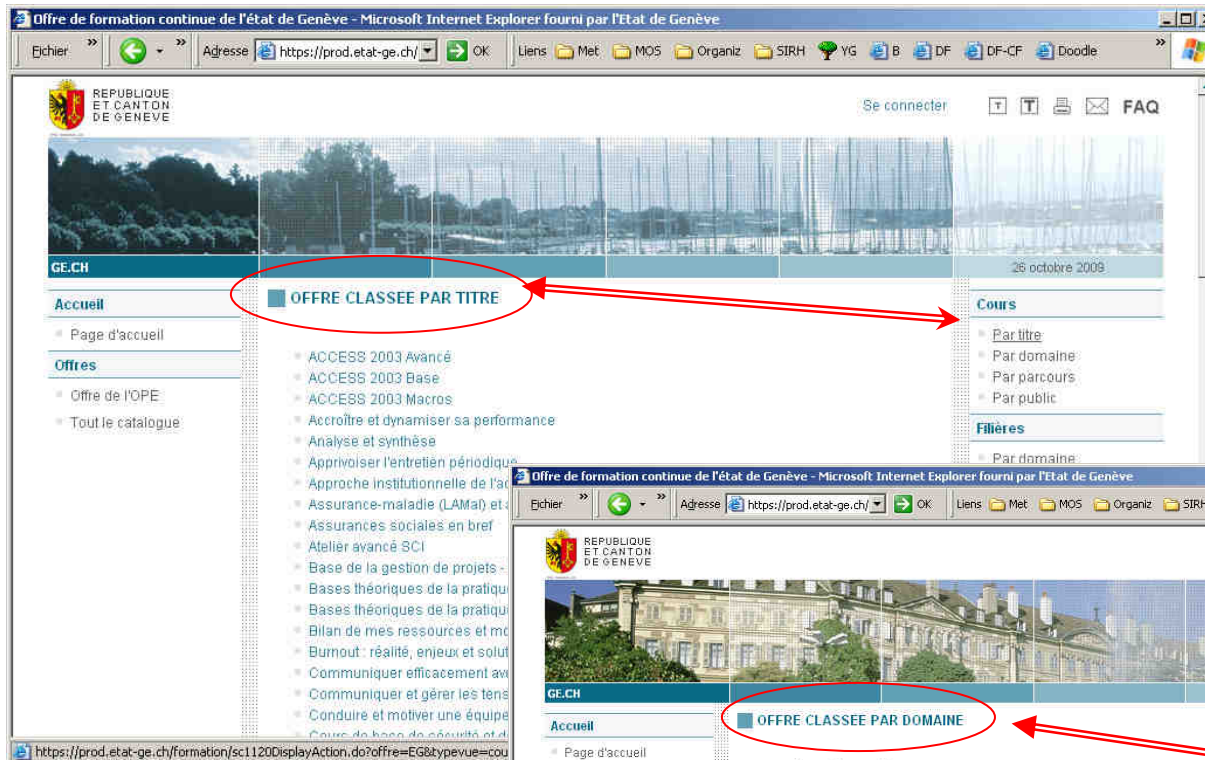 Offre de formation continue de l'état de Genève - Microsoft Internet Explorer fourni par l'Etat de Genève
Fichier » Adresse https://prod.etat-ge.ch/ OK Liens Met MOS Organiz SIRH YG B DF DF-CF Doodle »
REPUBLIQUE
ET CANTON
DE GENEVE
Se connecter T T FAQ
GE.CH
26 octobre 2009
Accueil
Page d'accueil
Offres
Offre de l'OPE
Tout le catalogue
OFFRE CLASSEE PAR TITRE
ACCESS 2003 Avancé
ACCESS 2003 Base
ACCESS 2003 Macros
Accroître et dynamiser sa performance
Analyse et synthèse
Apprivoiser l'entretien périodique
Approche institutionnelle de l'
Assurance-maladie (LAMal) et
Assurances sociales en bref
Atelier avancé SCI
Base de la gestion de projets -
Bases théoriques de la pratiqu
Bases théoriques de la pratiqu
Bilan de mes ressources et mo
Burnout : réalité, enjeux et solut
Communiquer efficacement av
Communiquer et gérer les tens
Conduire et motiver une équipe
Cours de base de sécurité et d
Cours
Par titre
Par domaine
Par parcours
Par public
Filières
Par domaine
https://prod.etat-ge.ch/formation/sc1120DisplayAction.do?offre=EG&typevue=cou
Offre de formation continue de l'état de Genève - Microsoft Internet Explorer fourni par l'Etat de Genève
Fichier » Adresse https://prod.etat-ge.ch/ OK Liens Met MOS Organiz SIRH
REPUBLIQUE
ET CANTON
DE GENEVE
GE.CH
Accueil
Page d'accueil
OFFRE CLASSEE PAR DOMAINE